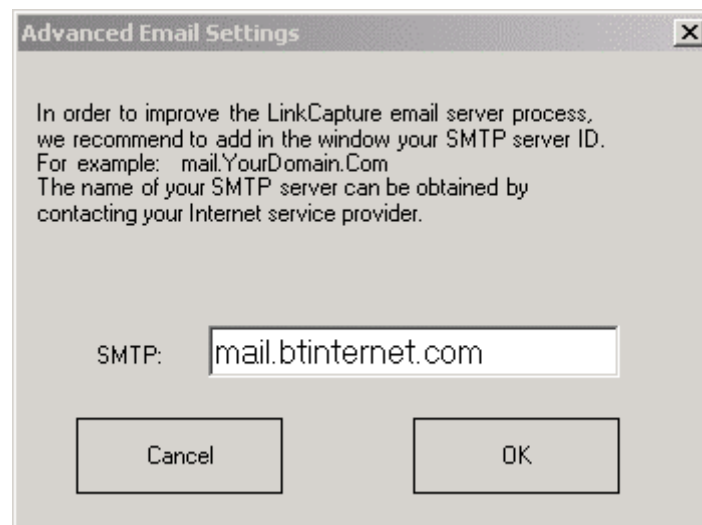 Advanced Email Settings
In order to improve the LinkCapture email server process,
we recommend to add in the window your SMTP server ID.
For example: mail.YourDomain.Com
The name of your SMTP server can be obtained by
contacting your Internet service provider.
SMTP: mail.btinternet.com
Cancel OK